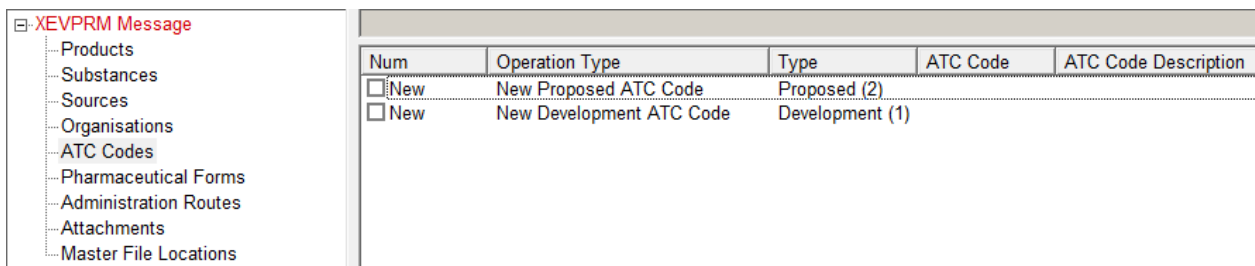 XEVPRM Message
Products
Substances
Sources
Organisations
ATC Codes
Pharmaceutical Forms
Administration Routes
Attachments
Master File Locations
Num Operation Type Type ATC Code ATC Code Description
New New Proposed ATC Code Proposed (2)
New New Development ATC Code Development (1)